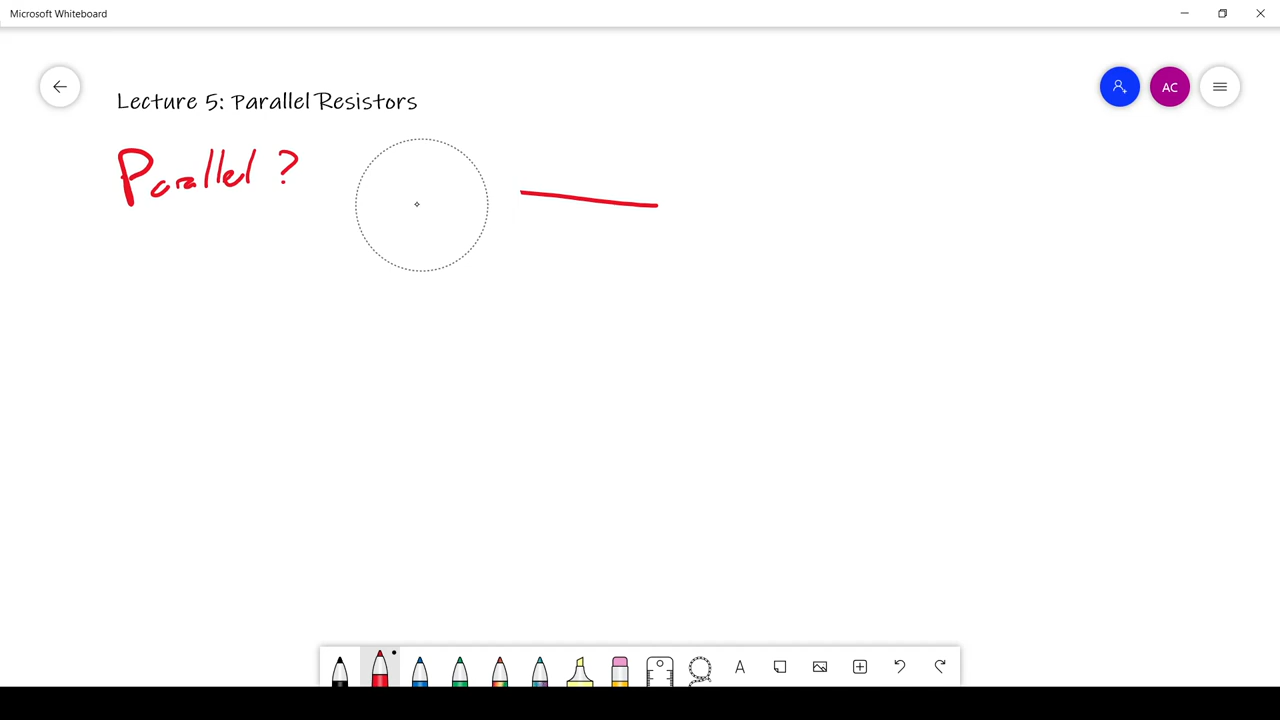 Microsoft Whiteboard
AC
Lecture 5: Parallel Resistors
Parallel ?
A